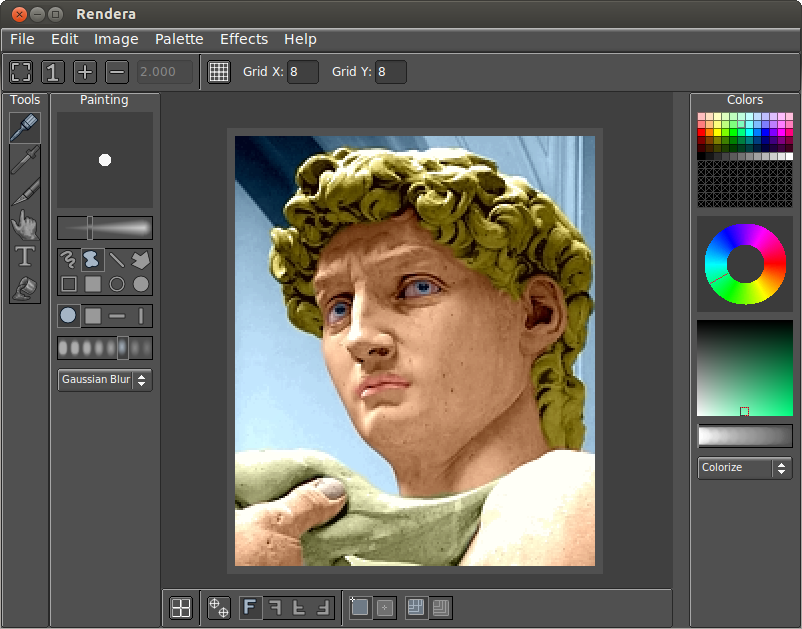 Rendera
File Edit Image Palette Effects Help
1 2.000 Grid X: 8 Grid Y: 8
Tools Painting Colors
T
Gaussian Blur
Colorize
F